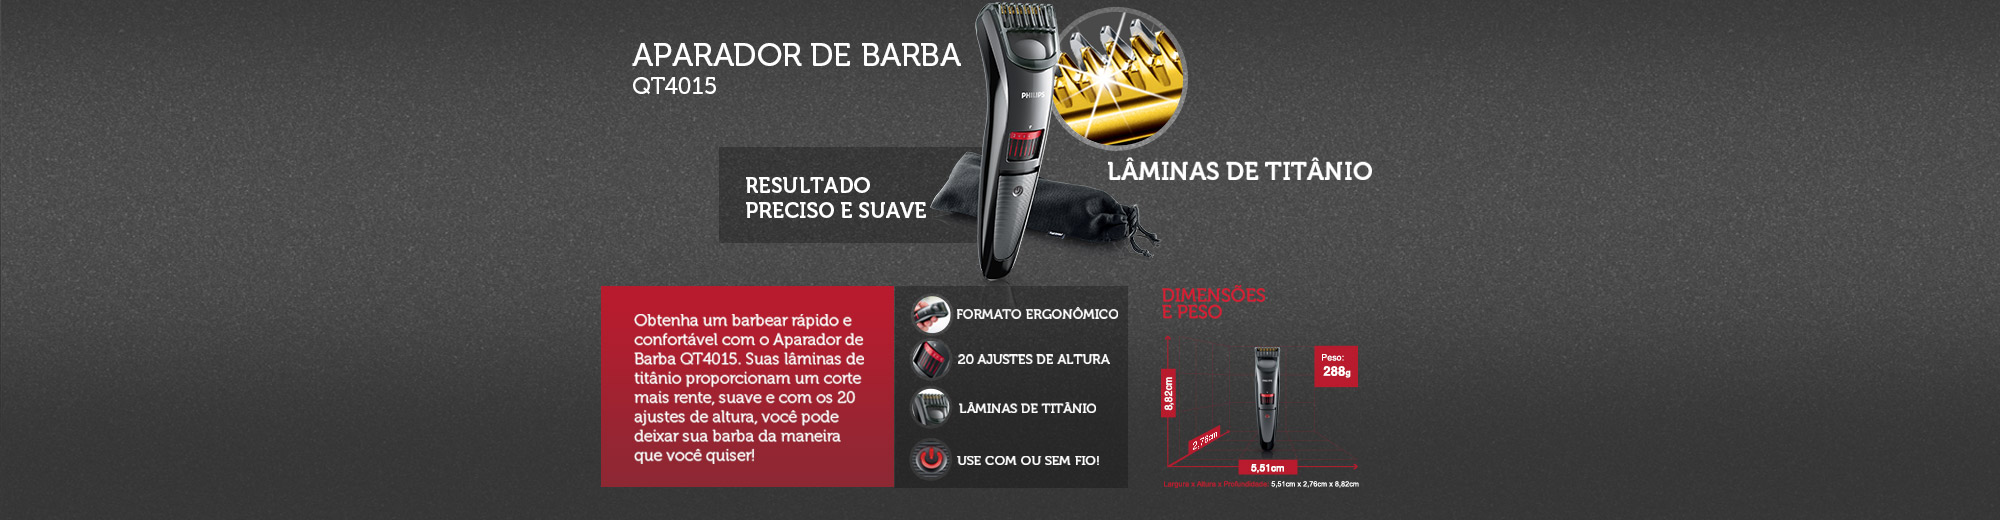 APARADOR DE BARBA
QT4015
PHILIPS
LÂMINAS DE TITÂNIO
RESULTADO
PRECISO E SUAVE
Obtenha um barbear rápido e
confortável com o Aparador de
Barba QT4015. Suas lâminas de
titânio proporcionam um corte
mais rente, suave e com os 20
ajustes de altura, você pode
deixar sua barba da maneira
que você quiser!
FORMATO ERGONÔMICO
20 AJUSTES DE ALTURA
LÂMINAS DE TITÂNIO
USE COM OU SEM FIO!
DIMENSÕES
E PESO
Peso:
288g
8,82cm
2,76cm
5,51cm
Largura x Altura x Profundidade: 5,51cm x 2,76cm x 8,82cm